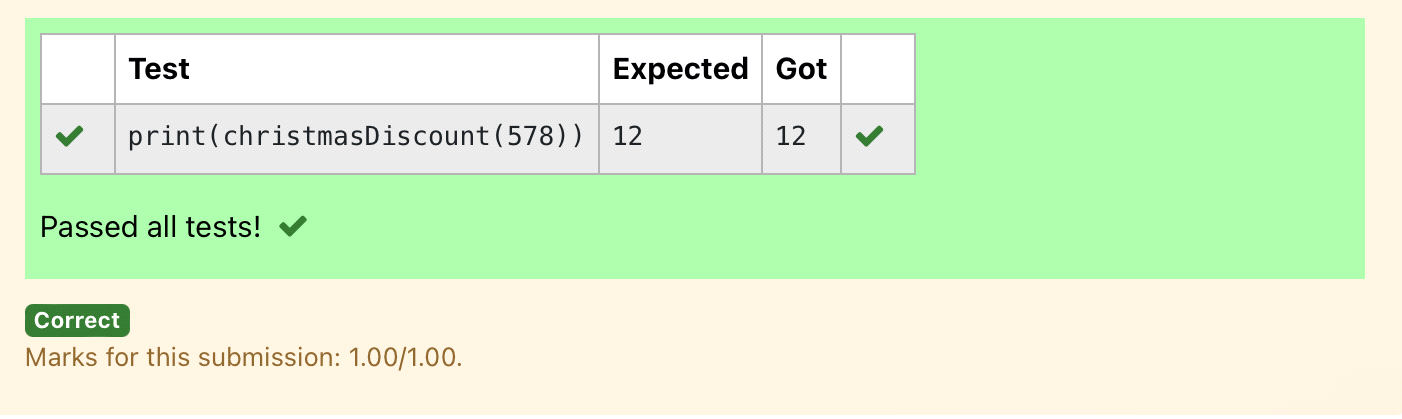 Test Expected Got
print(christmasDiscount(578)) 12 12
Passed all tests!
Correct
Marks for this submission: 1.00/1.00.